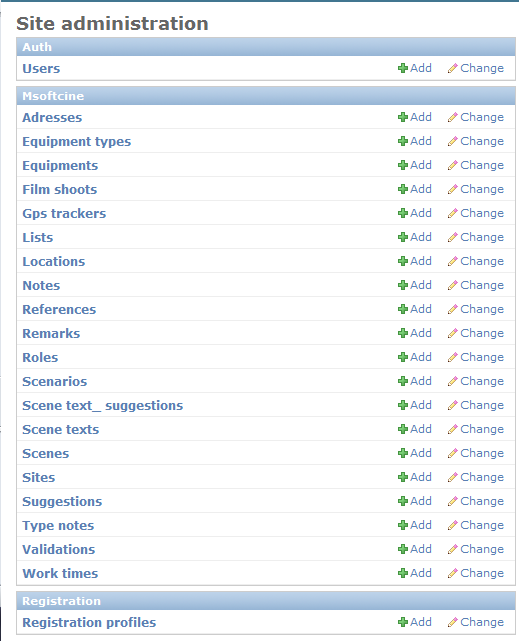 Site administration
Auth
Users Add Change
Msoftcine
Adresses Add Change
Equipment types Add Change
Equipments Add Change
Film shoots Add Change
Gps trackers Add Change
Lists Add Change
Locations Add Change
Notes Add Change
References Add Change
Remarks Add Change
Roles Add Change
Scenarios Add Change
Scene text_ suggestions Add Change
Scene texts Add Change
Scenes Add Change
Sites Add Change
Suggestions Add Change
Type notes Add Change
Validations Add Change
Work times Add Change
Registration
Registration profiles Add Change